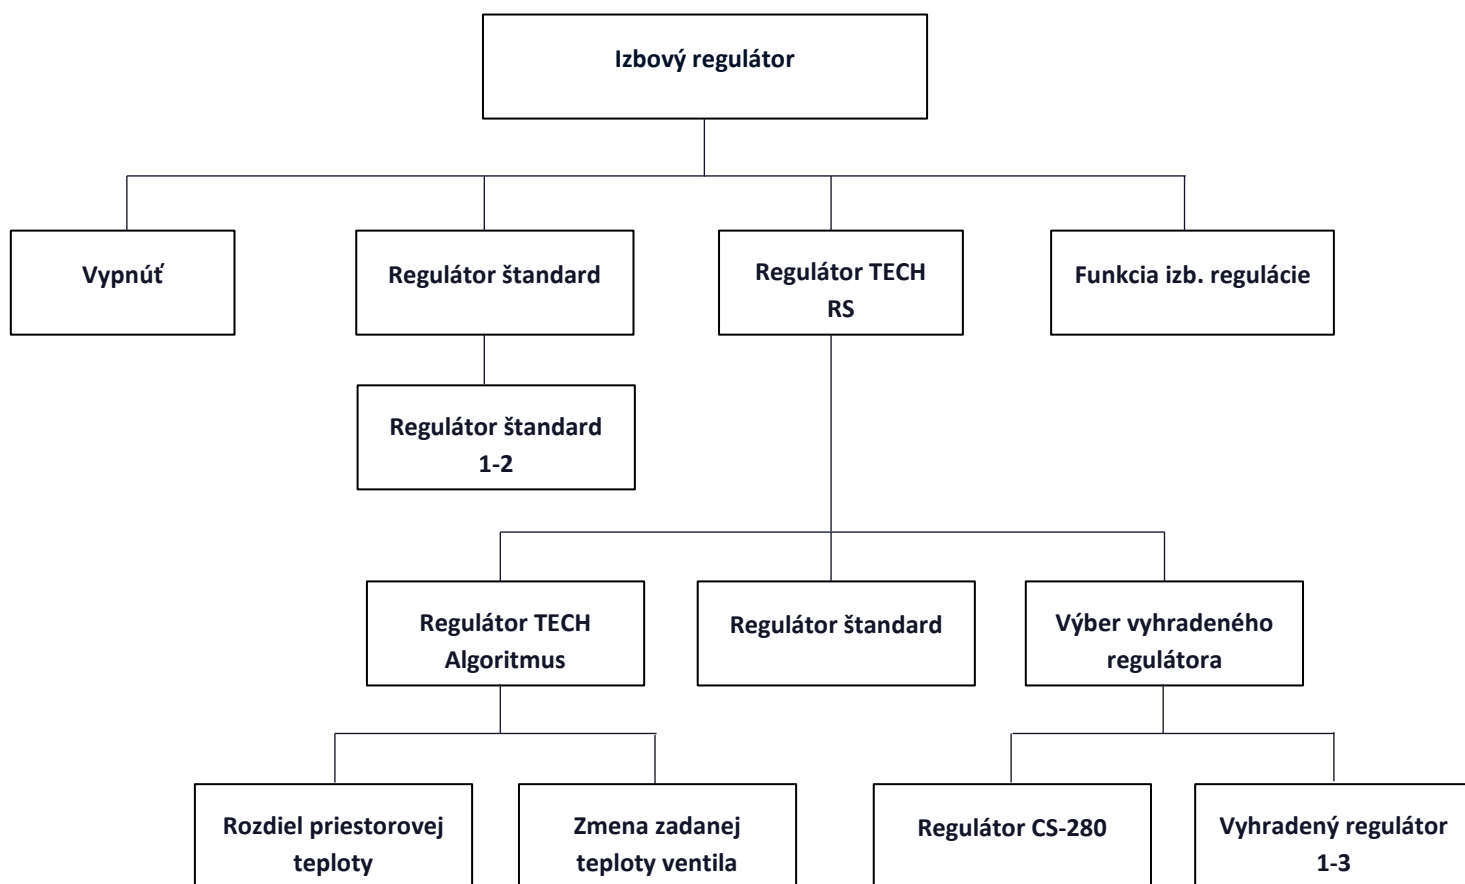 Izbový regulátor
Vypnúť
Regulátor štandard
Regulátor TECH
RS
Funkcia izb. regulácie
Regulátor štandard
1-2
Regulátor TECH
Algoritmus
Regulátor štandard
Výber vyhradeného
regulátora
Rozdiel priestorovej
teploty
Zmena zadanej
teploty ventila
Regulátor CS-280
Vyhradený regulátor
1-3